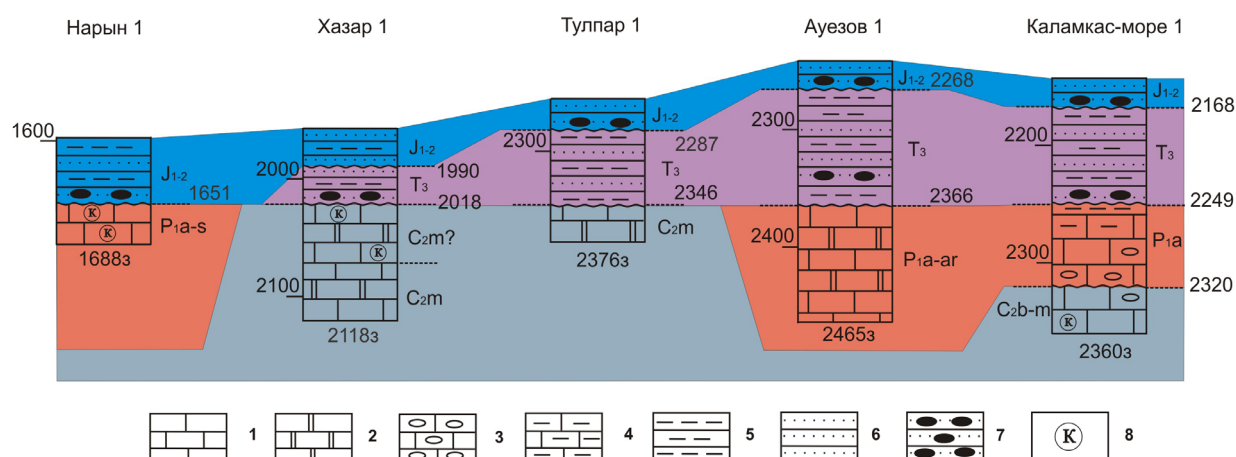 Нарын 1 Хазар 1 Тулпар 1 Ауезов 1 Каламкас-море 1
J1-2 2268 J1-2
2168
1600 J1-2 2300 2200
J1-2 2300 2287
2000 1990 T3 T3
J1-2 1651 T3 T3 2346 2366
2018 2249
К К
P1a-s C2m? C2m 2400 P1a
1688з К 2376з P1a-ar 2300
2100 C2m 2320
C2b-m
2118з 2465з К
2360з
1 2 3 4 5 6 7 К 8